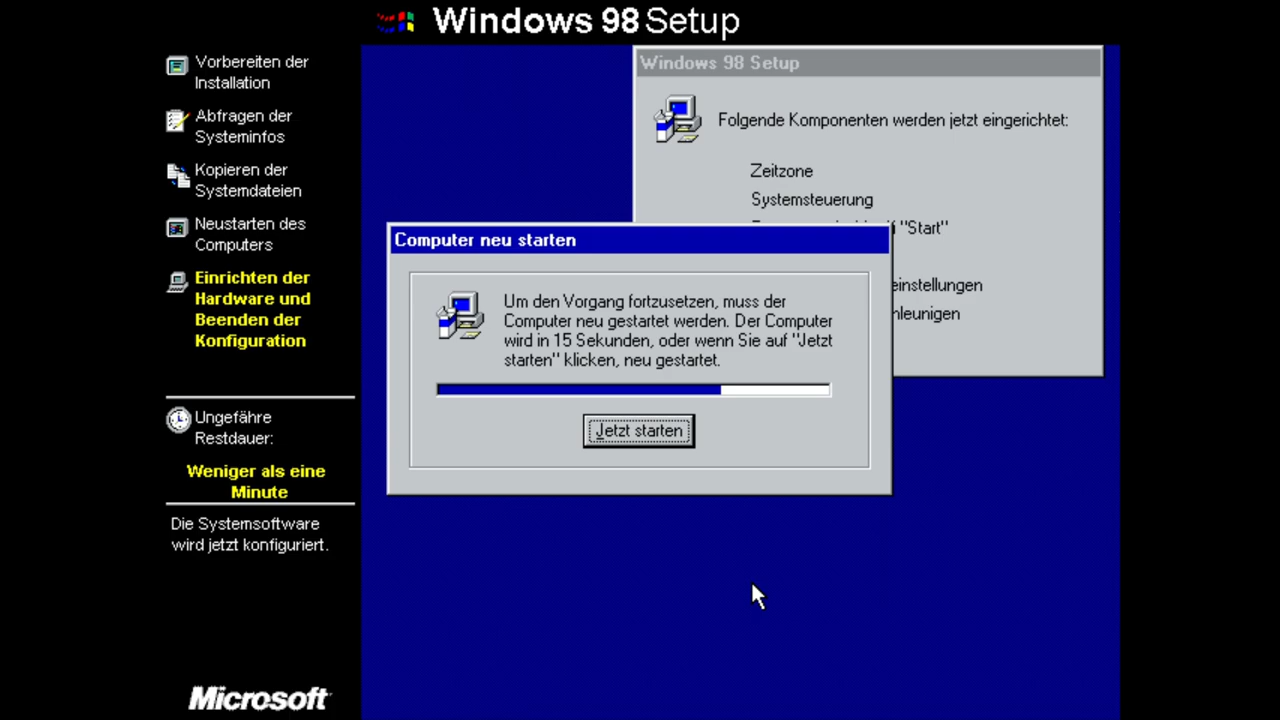 Windows 98 Setup
Vorbereiten der
Installation
Abfragen der
Systeminfos
Kopieren der
Systemdateien
Neustarten des
Computers
Einrichten der
Hardware und
Beenden der
Konfiguration
Ungefähre
Restdauer:
Weniger als eine
Minute
Die Systemsoftware
wird jetzt konfiguriert.
Microsoft
Windows 98 Setup
Folgende Komponenten werden jetzt eingerichtet:
Zeitzone
Systemsteuerung
"Start"
einstellungen
Computer neu starten
Um den Vorgang fortzusetzen, muss der
Computer neu gestartet werden. Der Computer
wird in 15 Sekunden, oder wenn Sie auf "Jetzt
starten" klicken, neu gestartet.
Jetzt starten